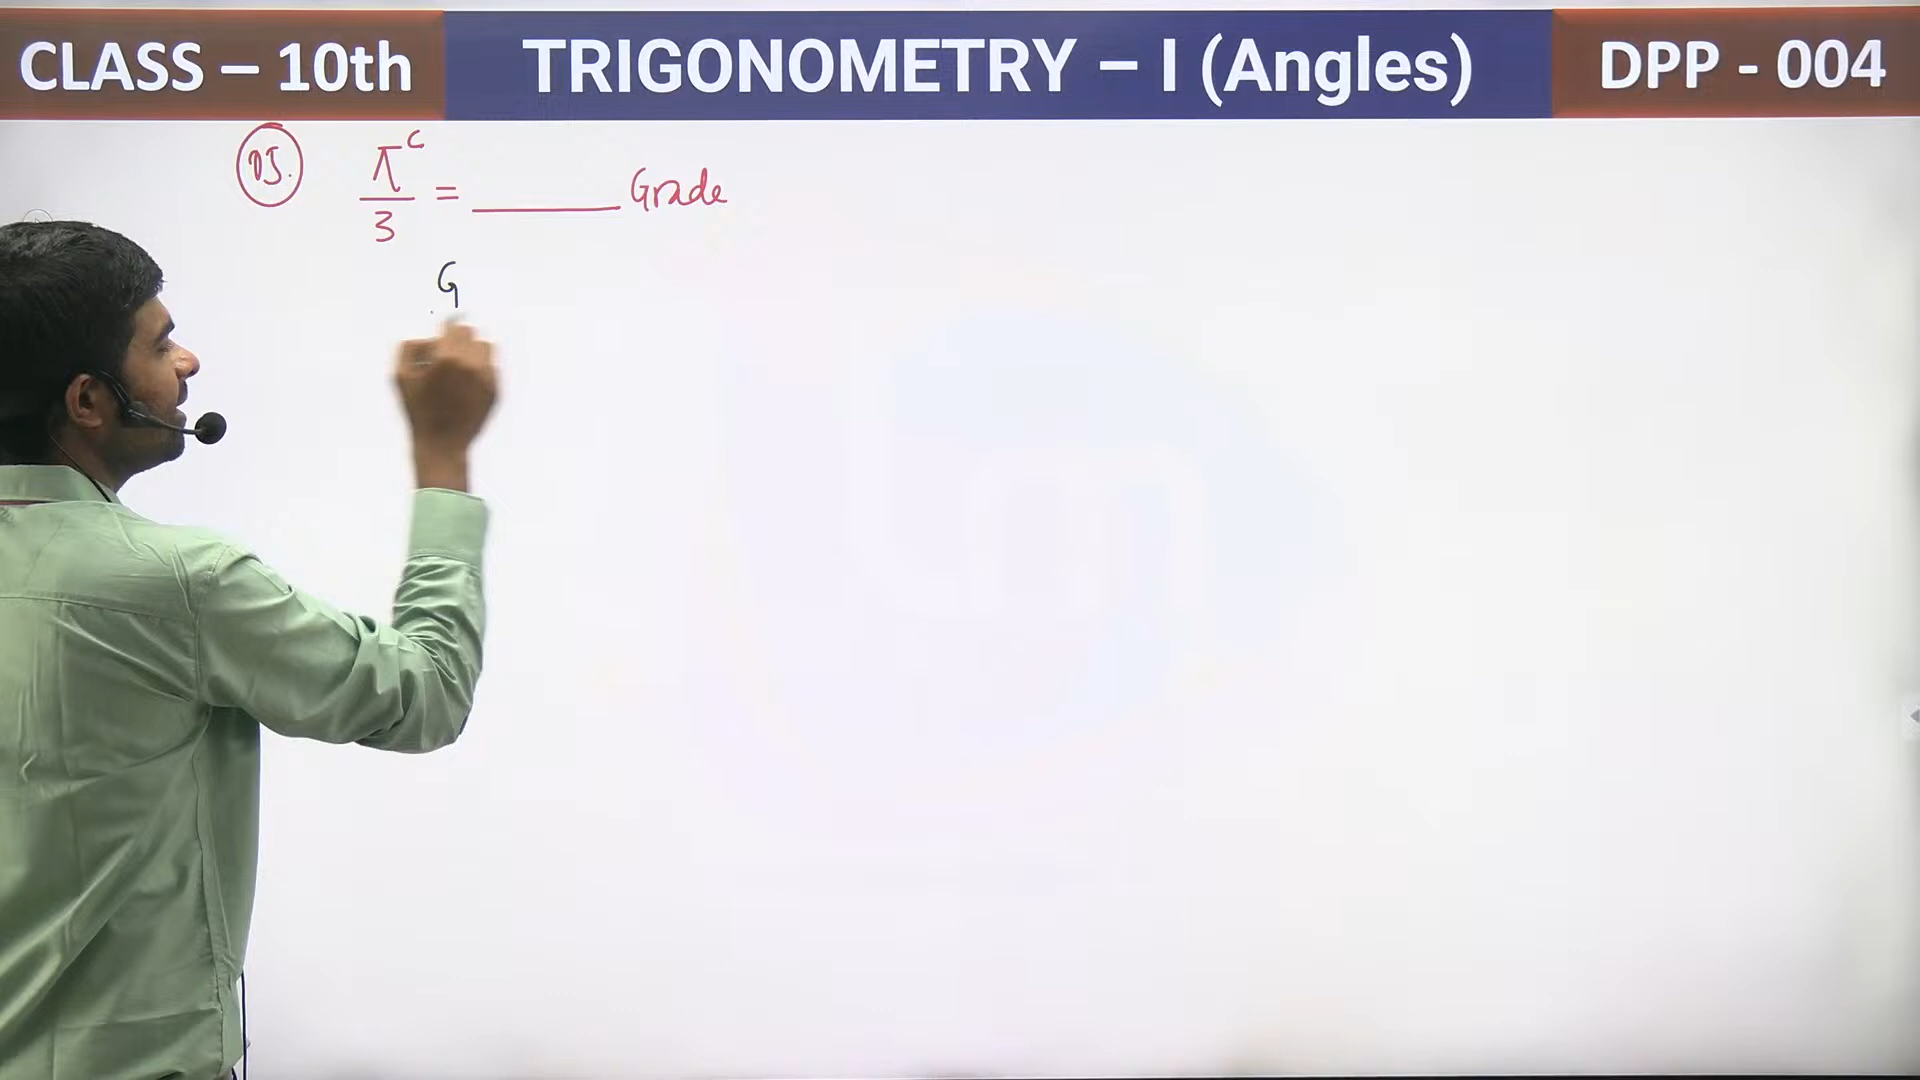 CLASS – 10th TRIGONOMETRY – I (Angles) DPP - 004
05. π^c/3 = ______ Grade
G